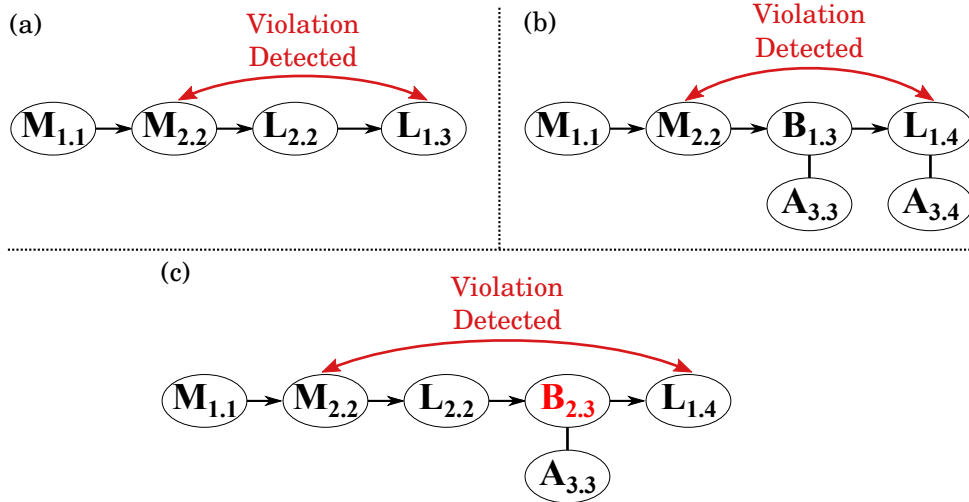 (a)
Violation
Detected
M1.1 M2.2 L2.2 L1.3
(b)
Violation
Detected
M1.1 M2.2 B1.3 L1.4
A3.3 A3.4
(c)
Violation
Detected
M1.1 M2.2 L2.2 B2.3 L1.4
A3.3